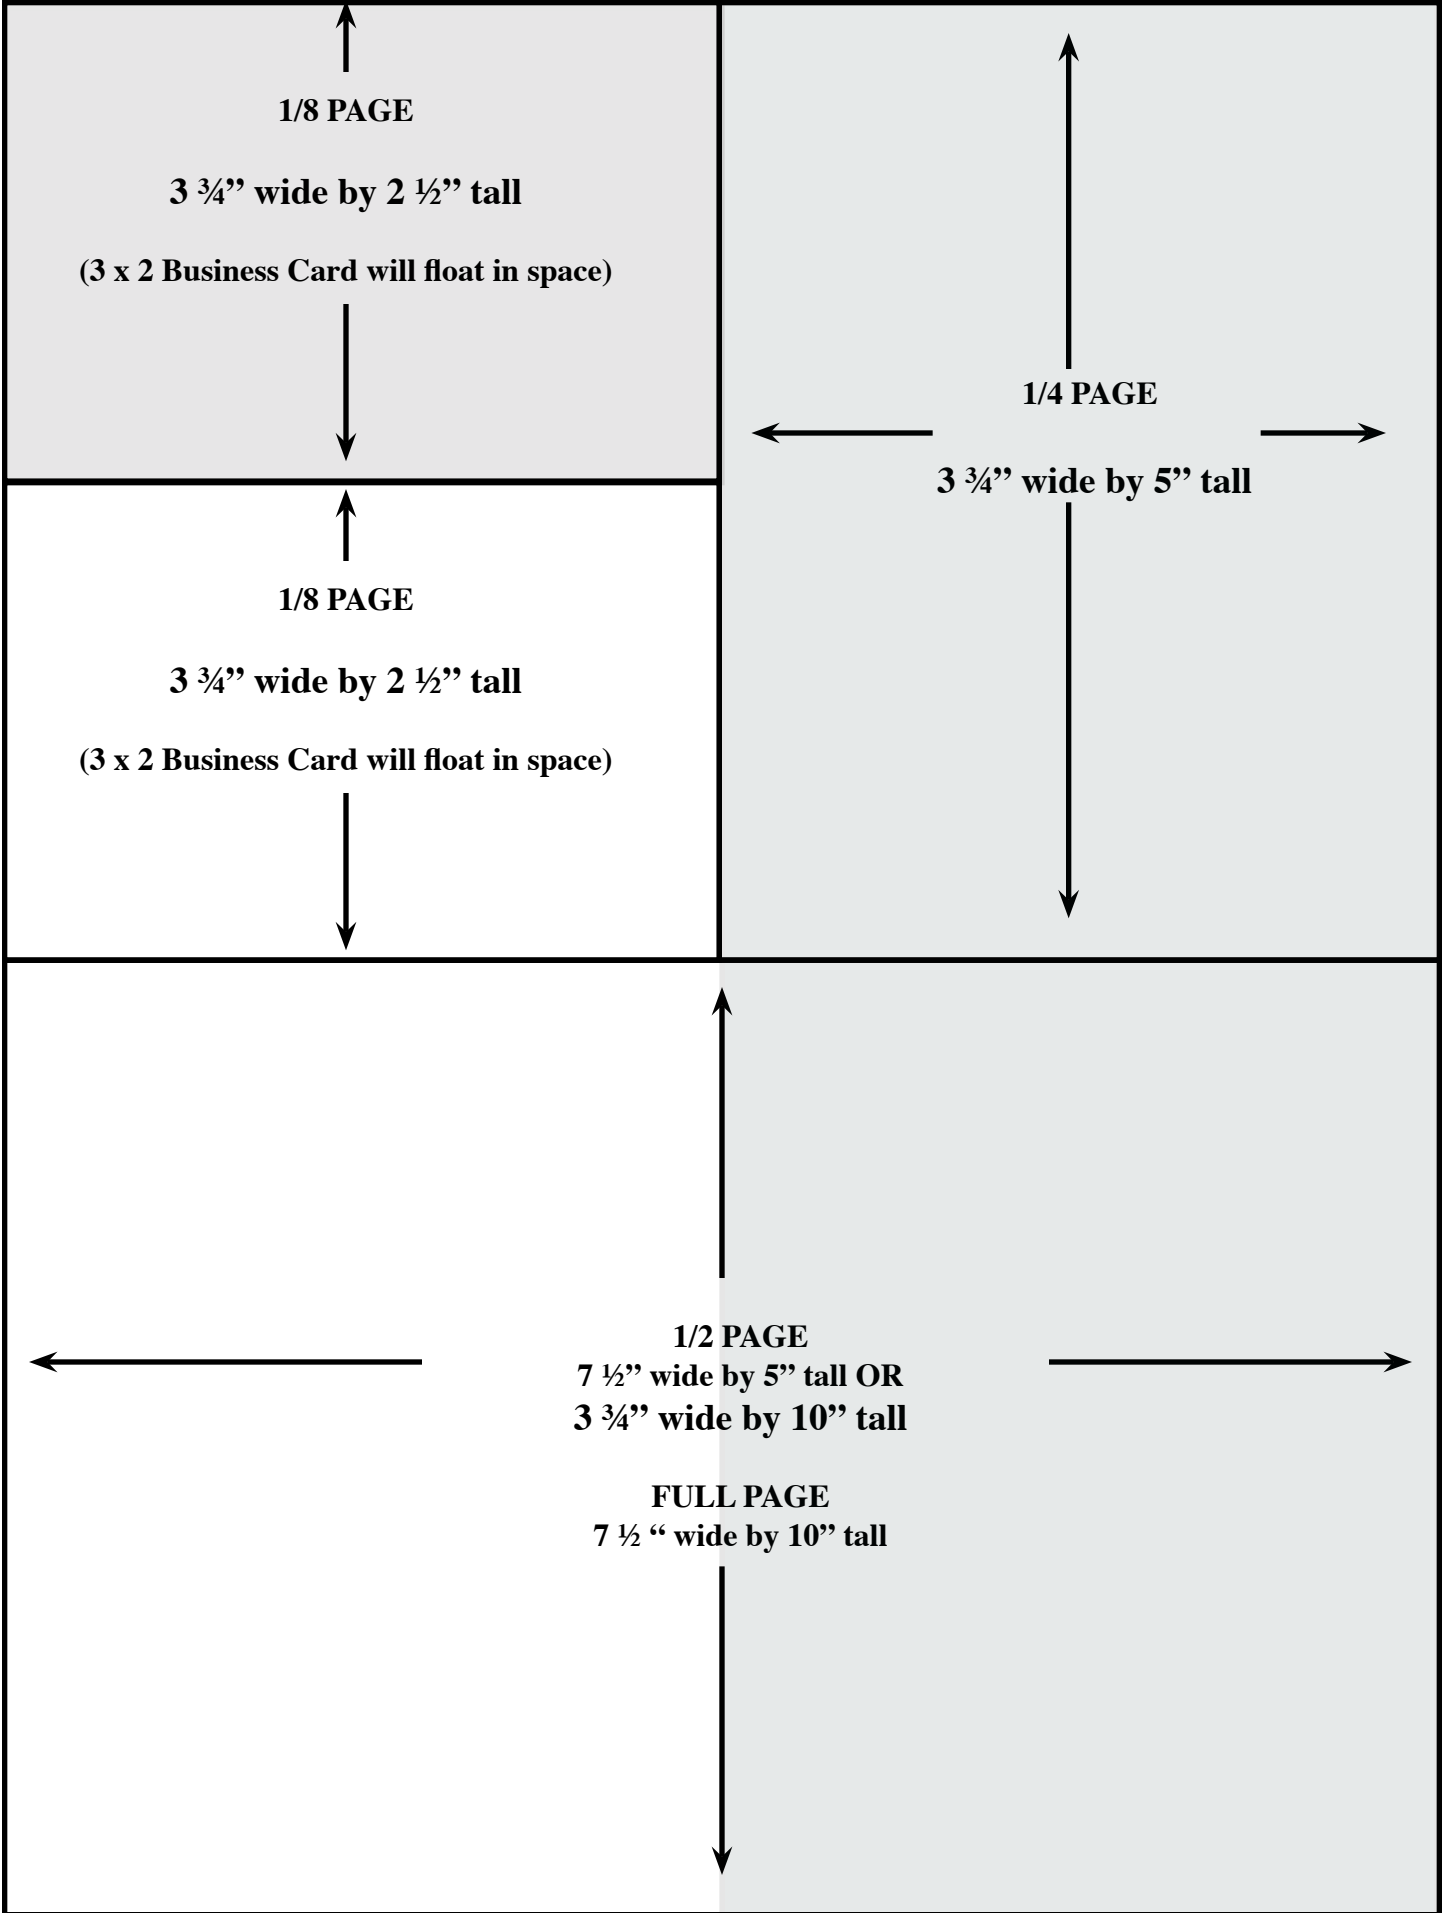 1/8 PAGE
3 ¾” wide by 2 ½” tall
(3 x 2 Business Card will float in space)
1/4 PAGE
3 ¾” wide by 5” tall
1/8 PAGE
3 ¾” wide by 2 ½” tall
(3 x 2 Business Card will float in space)
1/2 PAGE
7 ½” wide by 5” tall OR
3 ¾” wide by 10” tall
FULL PAGE
7 ½ “ wide by 10” tall